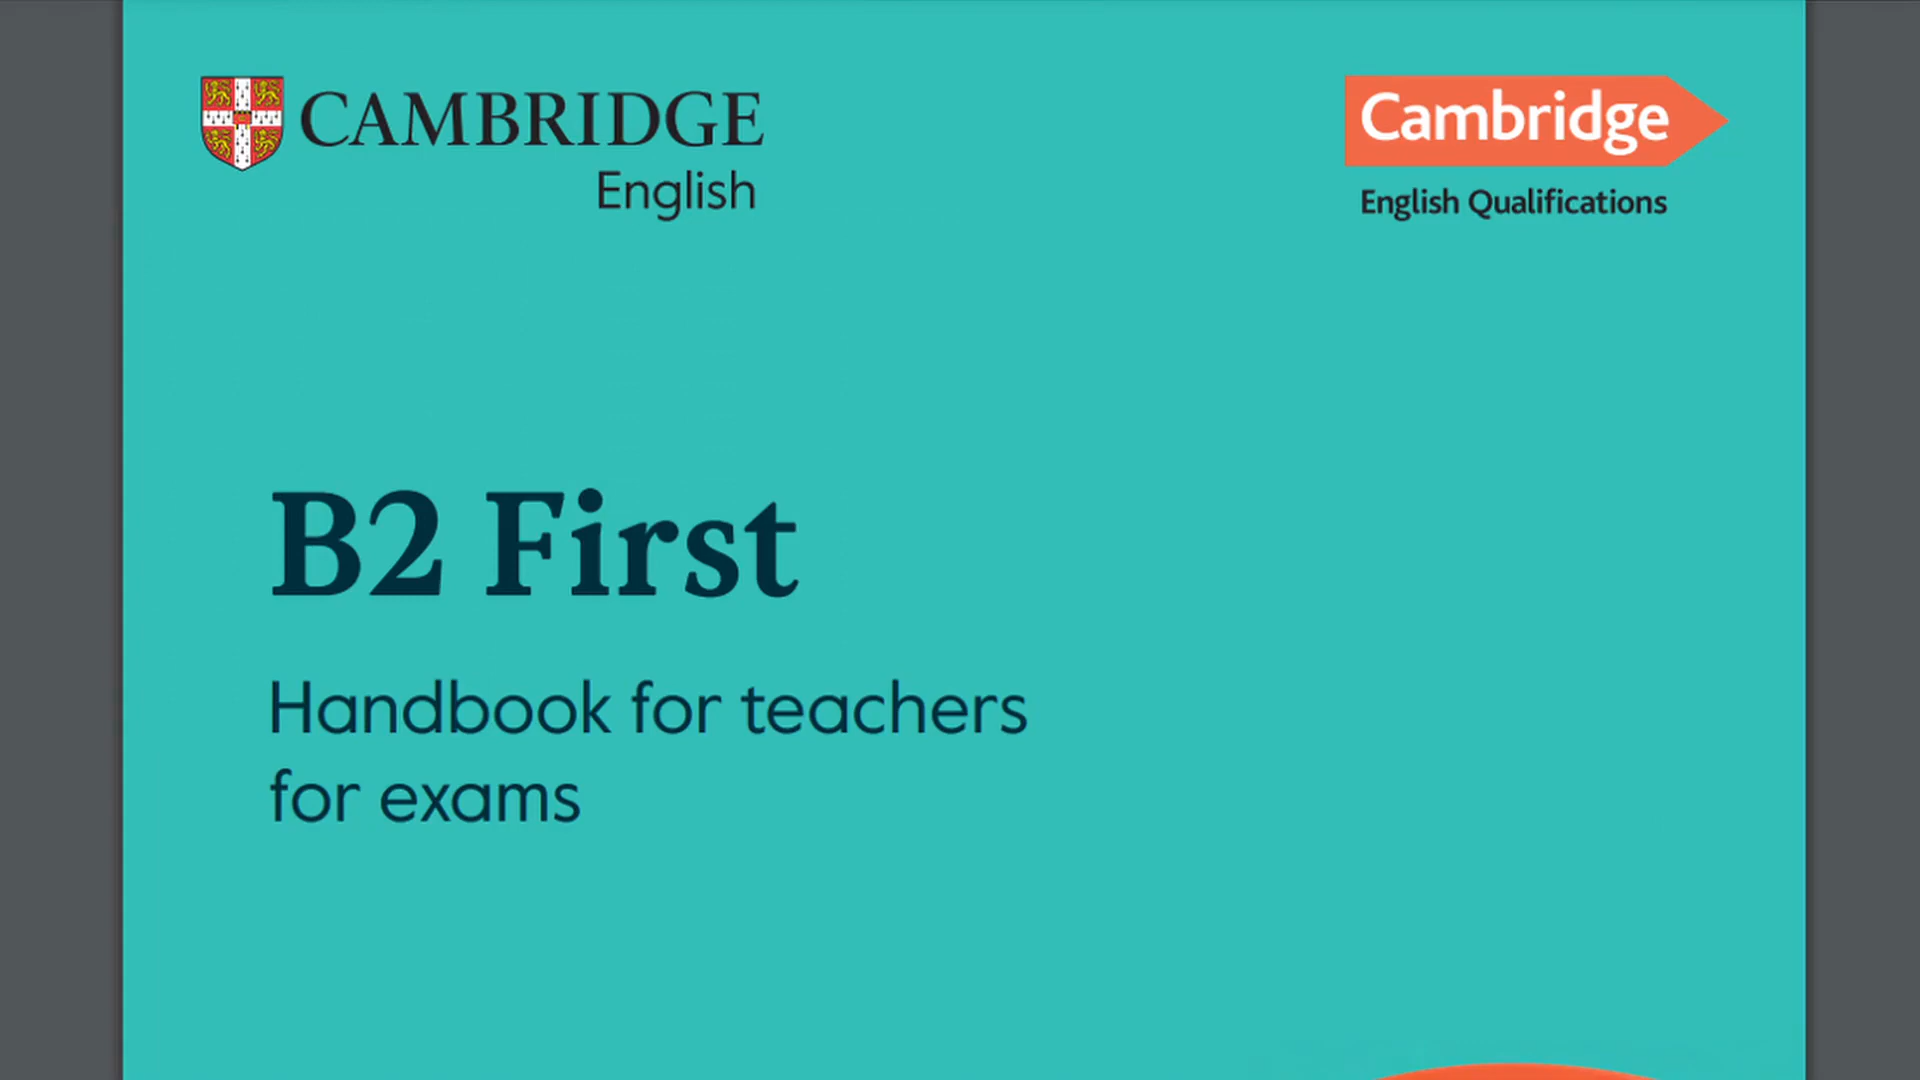 CAMBRIDGE
English
Cambridge
English Qualifications
B2 First
Handbook for teachers
for exams